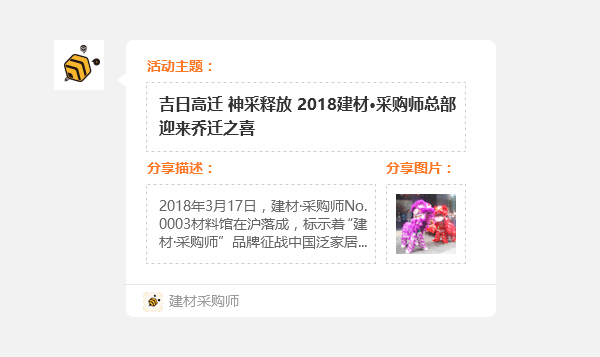 活动主题：
吉日高迁 神采释放 2018建材·采购师总部
迎来乔迁之喜
分享描述：
2018年3月17日，建材·采购师No.
0003材料馆在沪落成，标示着“建
材·采购师”品牌征战中国泛家居...
分享图片：
建材采购师